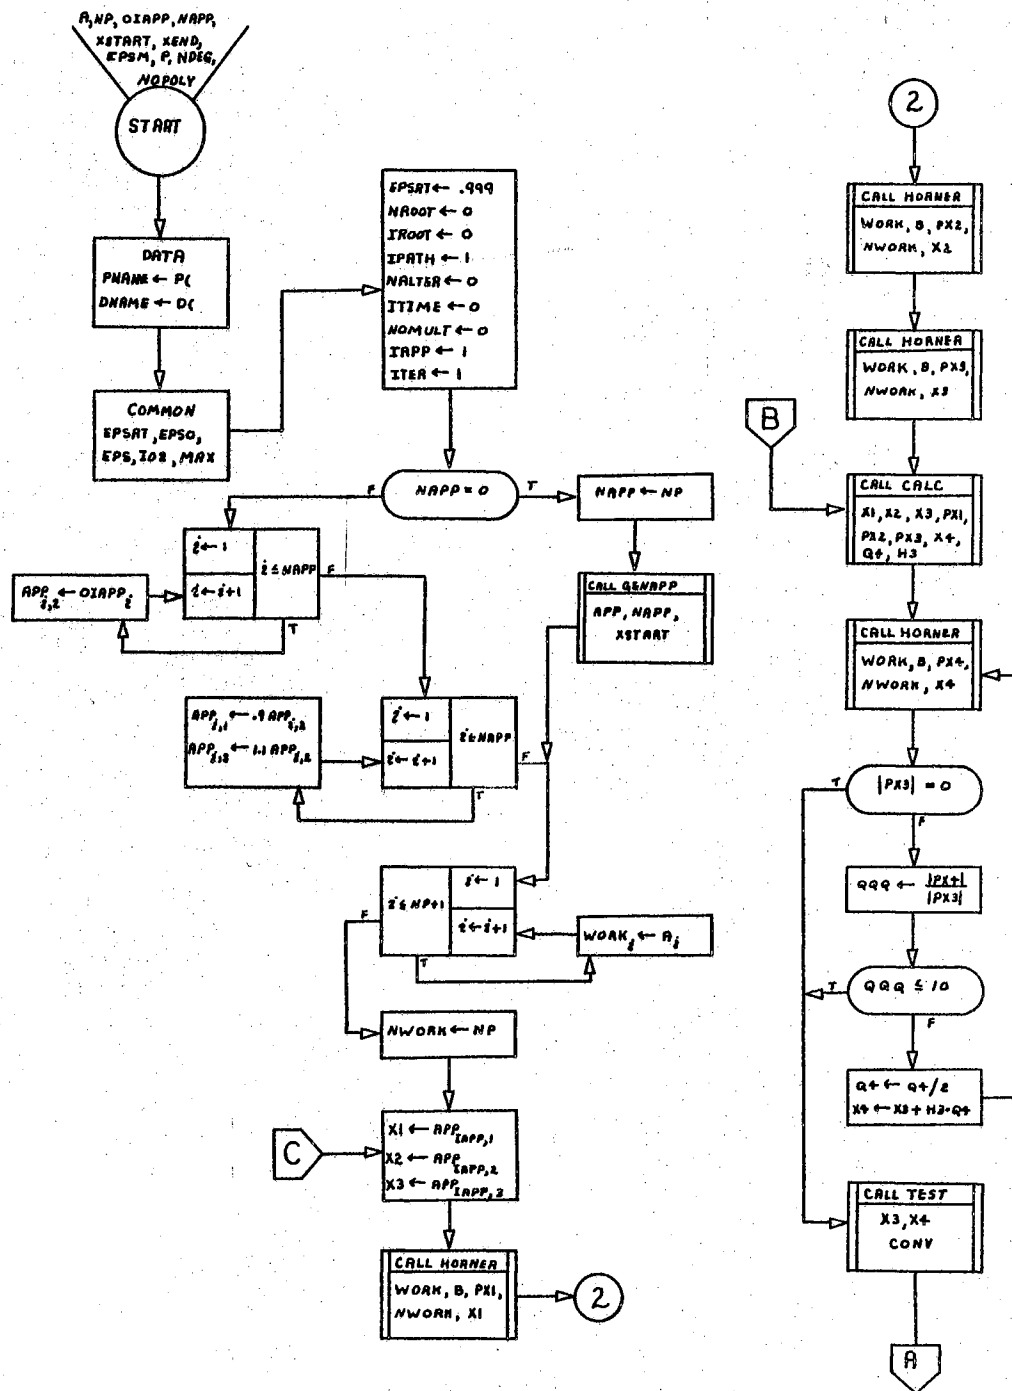 A, NP, OIAPP, NAPP,
XSTART, XEND,
EPSM, P, NDEG,
NOPOLY
START
DATA
PNAME ← P(
DNAME ← D(
COMMON
EPSRT, EPSO,
EPS, IO2, MAX
EPSRT ← .999
NROOT ← 0
IROOT ← 0
IPATH ← 1
NALTER ← 0
ITIME ← 0
NOMULT ← 0
IAPP ← 1
ITER ← 1
NAPP = 0
F
T
NAPP ← NP
CALL GENAPP
APP, NAPP,
XSTART
i ← 1
i ← i+1
i ≤ NAPP
F
T
APP i,2 ← OIAPP i
i ← 1
i ← i+1
i ≤ NAPP
F
T
APP i,1 ← .9 APP i,2
APP i,3 ← 1.1 APP i,2
i ≤ NP+1
i ← 1
i ← i+1
F
T
WORK i ← A i
NWORK ← NP
C
X1 ← APP IAPP,1
X2 ← APP IAPP,2
X3 ← APP IAPP,3
CALL HORNER
WORK, B, PX1,
NWORK, X1
2
2
CALL HORNER
WORK, B, PX2,
NWORK, X2
CALL HORNER
WORK, B, PX3,
NWORK, X3
B
CALL CALC
X1, X2, X3, PX1,
PX2, PX3, X4,
Q4, H3
CALL HORNER
WORK, B, PX4,
NWORK, X4
|PX3| = 0
T
F
QQQ ← |PX4| / |PX3|
QQQ ≤ 10
T
F
Q4 ← Q4/2
X4 ← X3 + H3·Q4
CALL TEST
X3, X4
CONV
A